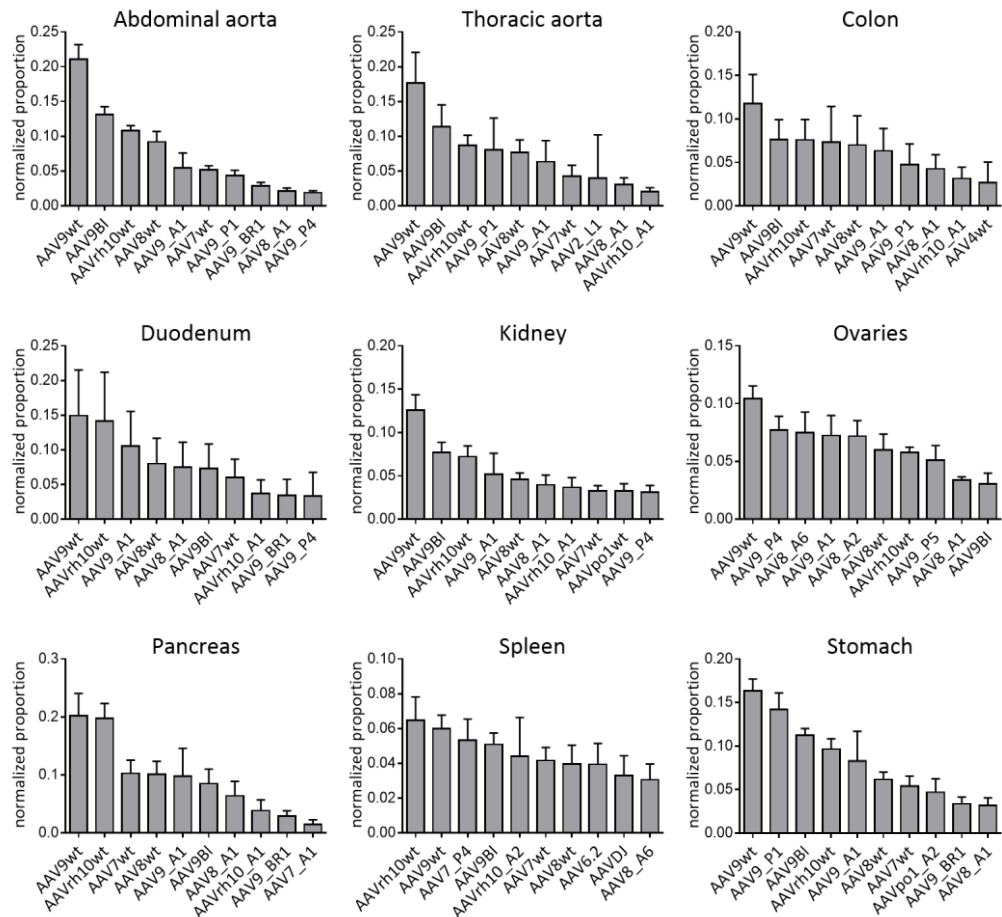 Abdominal aorta
normalized proportion
0.25
0.20
0.15
0.10
0.05
0.00
AAV9wt
AAV9BI
AAVrh10wt
AAV8wt
AAV9_A1
AAV7wt
AAV9_P1
AAV9_BR1
AAV8_A1
AAV9_P4
Thoracic aorta
normalized proportion
0.25
0.20
0.15
0.10
0.05
0.00
AAV9wt
AAV9BI
AAVrh10wt
AAV9_P1
AAV8wt
AAV9_A1
AAV7wt
AAV2_L1
AAV8_A1
AAVrh10_A1
Colon
normalized proportion
0.20
0.15
0.10
0.05
0.00
AAV9wt
AAV9BI
AAVrh10wt
AAV7wt
AAV8wt
AAV9_A1
AAV9_P1
AAV8_A1
AAVrh10_A1
AAV4wt
Duodenum
normalized proportion
0.25
0.20
0.15
0.10
0.05
0.00
AAV9wt
AAVrh10wt
AAV9_A1
AAV8wt
AAV8_A1
AAV9BI
AAV7wt
AAVrh10_A1
AAV9_BR1
AAV9_P4
Kidney
normalized proportion
0.20
0.15
0.10
0.05
0.00
AAV9wt
AAV9BI
AAVrh10wt
AAV9_A1
AAV8wt
AAV8_A1
AAVrh10_A1
AAV7wt
AAVpo1wt
AAV9_P4
Ovaries
normalized proportion
0.15
0.10
0.05
0.00
AAV9wt
AAV9_P4
AAV8_A6
AAV9_A1
AAV8_A2
AAV8wt
AAVrh10wt
AAV9_P5
AAV8_A1
AAV9BI
Pancreas
normalized proportion
0.3
0.2
0.1
0.0
AAV9wt
AAVrh10wt
AAV7wt
AAV8wt
AAV9_A1
AAV9BI
AAV8_A1
AAVrh10_A1
AAV9_BR1
AAV7_A1
Spleen
normalized proportion
0.10
0.08
0.06
0.04
0.02
0.00
AAVrh10wt
AAV9wt
AAV7_P4
AAV9BI
AAVrh10_A2
AAV7wt
AAV8wt
AAV6.2
AAVDJ
AAV8_A6
Stomach
normalized proportion
0.20
0.15
0.10
0.05
0.00
AAV9wt
AAV9_P1
AAV9BI
AAVrh10wt
AAV9_A1
AAV8wt
AAV7wt
AAVpo1_A2
AAV9_BR1
AAV8_A1